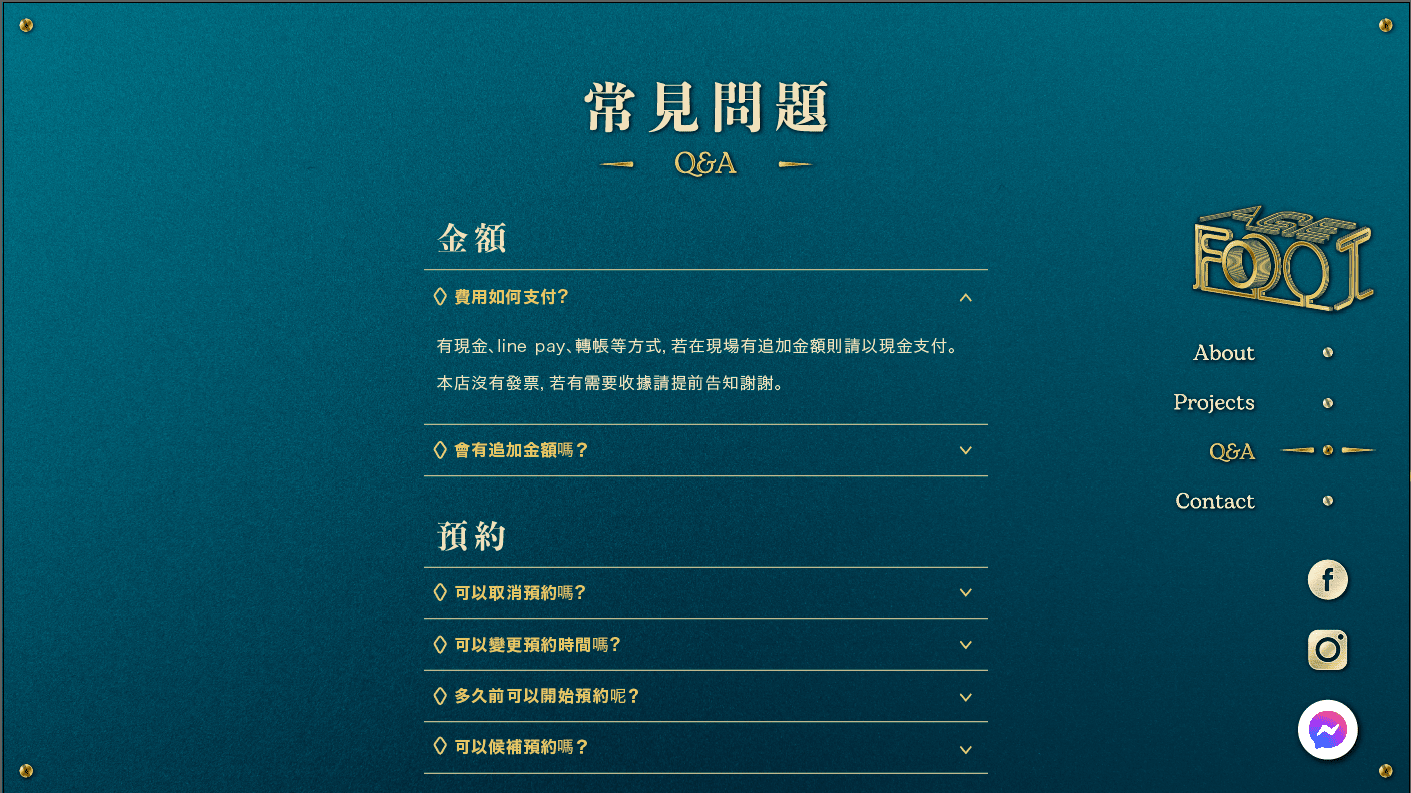 常見問題
Q&A
金額
費用如何支付?
有現金、line pay、轉帳等方式, 若在現場有追加金額則請以現金支付。
本店沒有發票, 若有需要收據請提前告知謝謝。
會有追加金額嗎?
預約
可以取消預約嗎?
可以變更預約時間嗎?
多久前可以開始預約呢?
可以候補預約嗎?
AGE
FOOT
About
Projects
Q&A
Contact